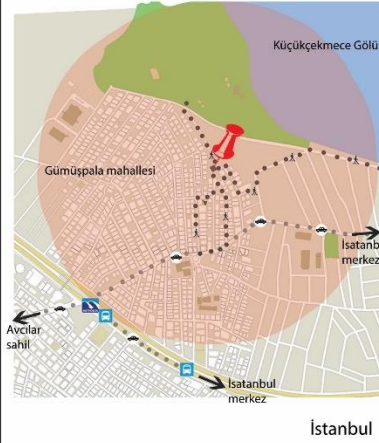 Küçükçekmece Gölü
Gümüşpala mahallesi
İsatanbul
merkez
Avcılar
sahil
İsatanbul
merkez
İstanbul